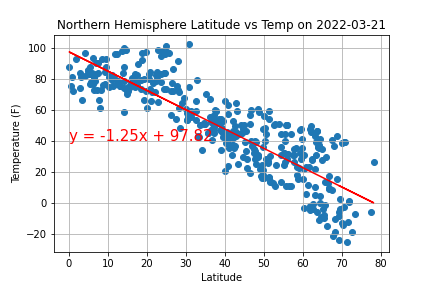 Northern Hemisphere Latitude vs Temp on 2022-03-21
100
80
60
40
20
0
−20
Temperature (F)
y = -1.25x + 97.82
0 10 20 30 40 50 60 70 80
Latitude